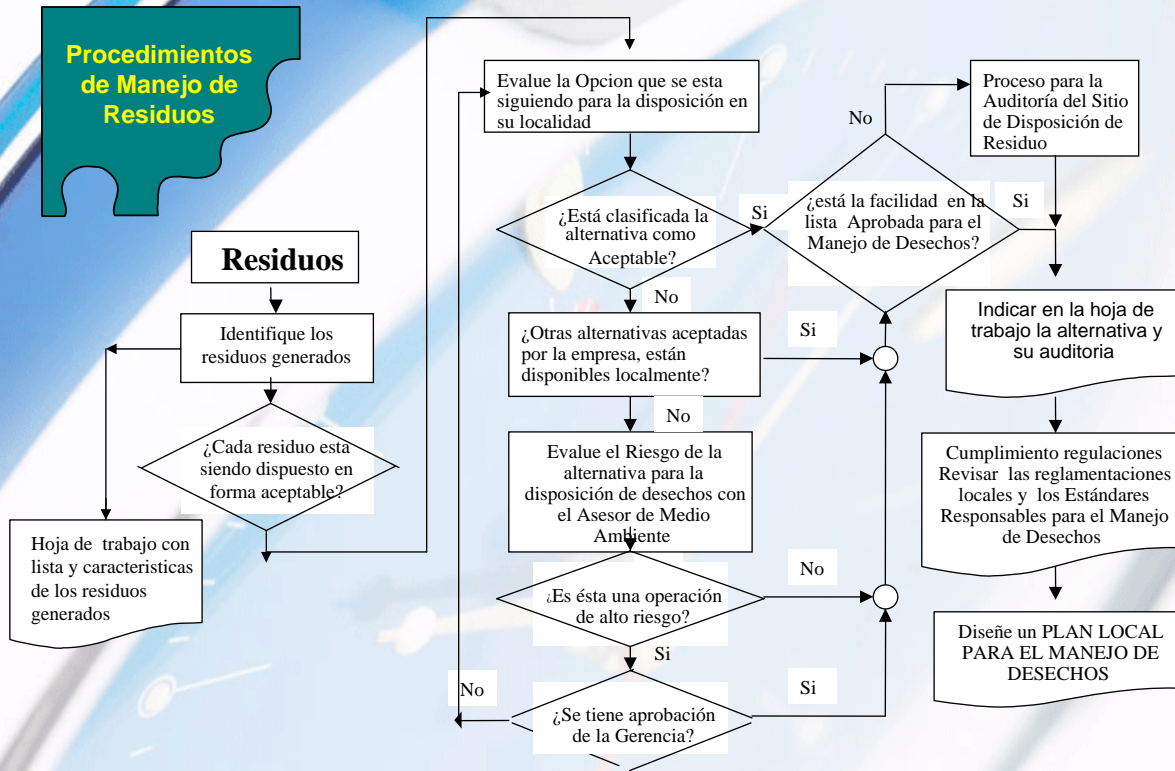 Procedimientos
de Manejo de
Residuos
Residuos
Identifique los
residuos generados
¿Cada residuo esta
siendo dispuesto en
forma aceptable?
Hoja de trabajo con
lista y caracteristicas
de los residuos
generados
Evalue la Opcion que se esta
siguiendo para la disposición en
su localidad
¿Está clasificada la
alternativa como
Aceptable?
Si
No
¿Otras alternativas aceptadas
por la empresa, están
disponibles localmente?
Si
No
Evalue el Riesgo de la
alternativa para la
disposición de desechos con
el Asesor de Medio
Ambiente
¿Es ésta una operación
de alto riesgo?
No
Si
¿Se tiene aprobación
de la Gerencia?
No
Si
¿está la facilidad en la
lista Aprobada para el
Manejo de Desechos?
No
Si
Proceso para la
Auditoría del Sitio
de Disposición de
Residuo
Indicar en la hoja de
trabajo la alternativa y
su auditoria
Cumplimiento regulaciones
Revisar las reglamentaciones
locales y los Estándares
Responsables para el Manejo
de Desechos
Diseñe un PLAN LOCAL
PARA EL MANEJO DE
DESECHOS